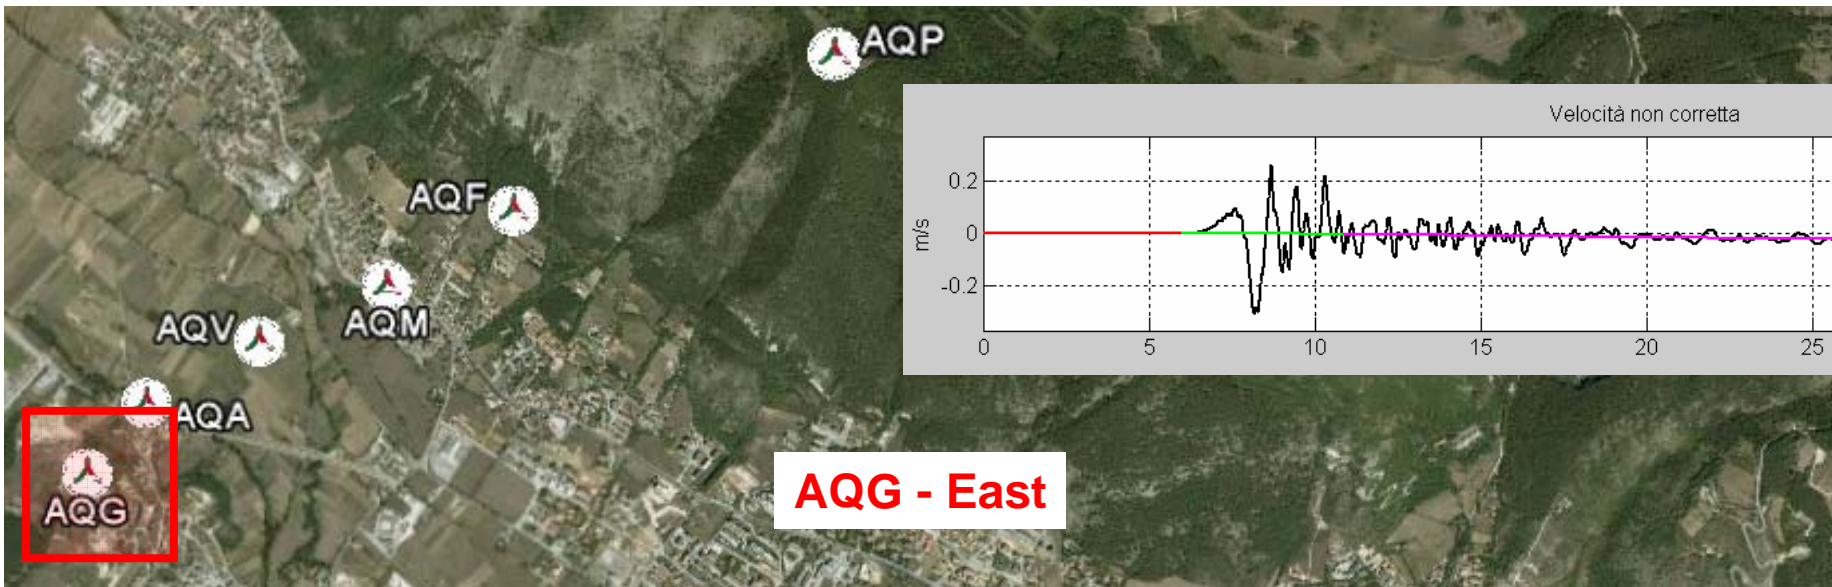 AQP
Velocità non corretta
AQF
0.2
m/s
0
-0.2
AQM
AQV
0 5 10 15 20 25
AQA
AQG
AQG - East